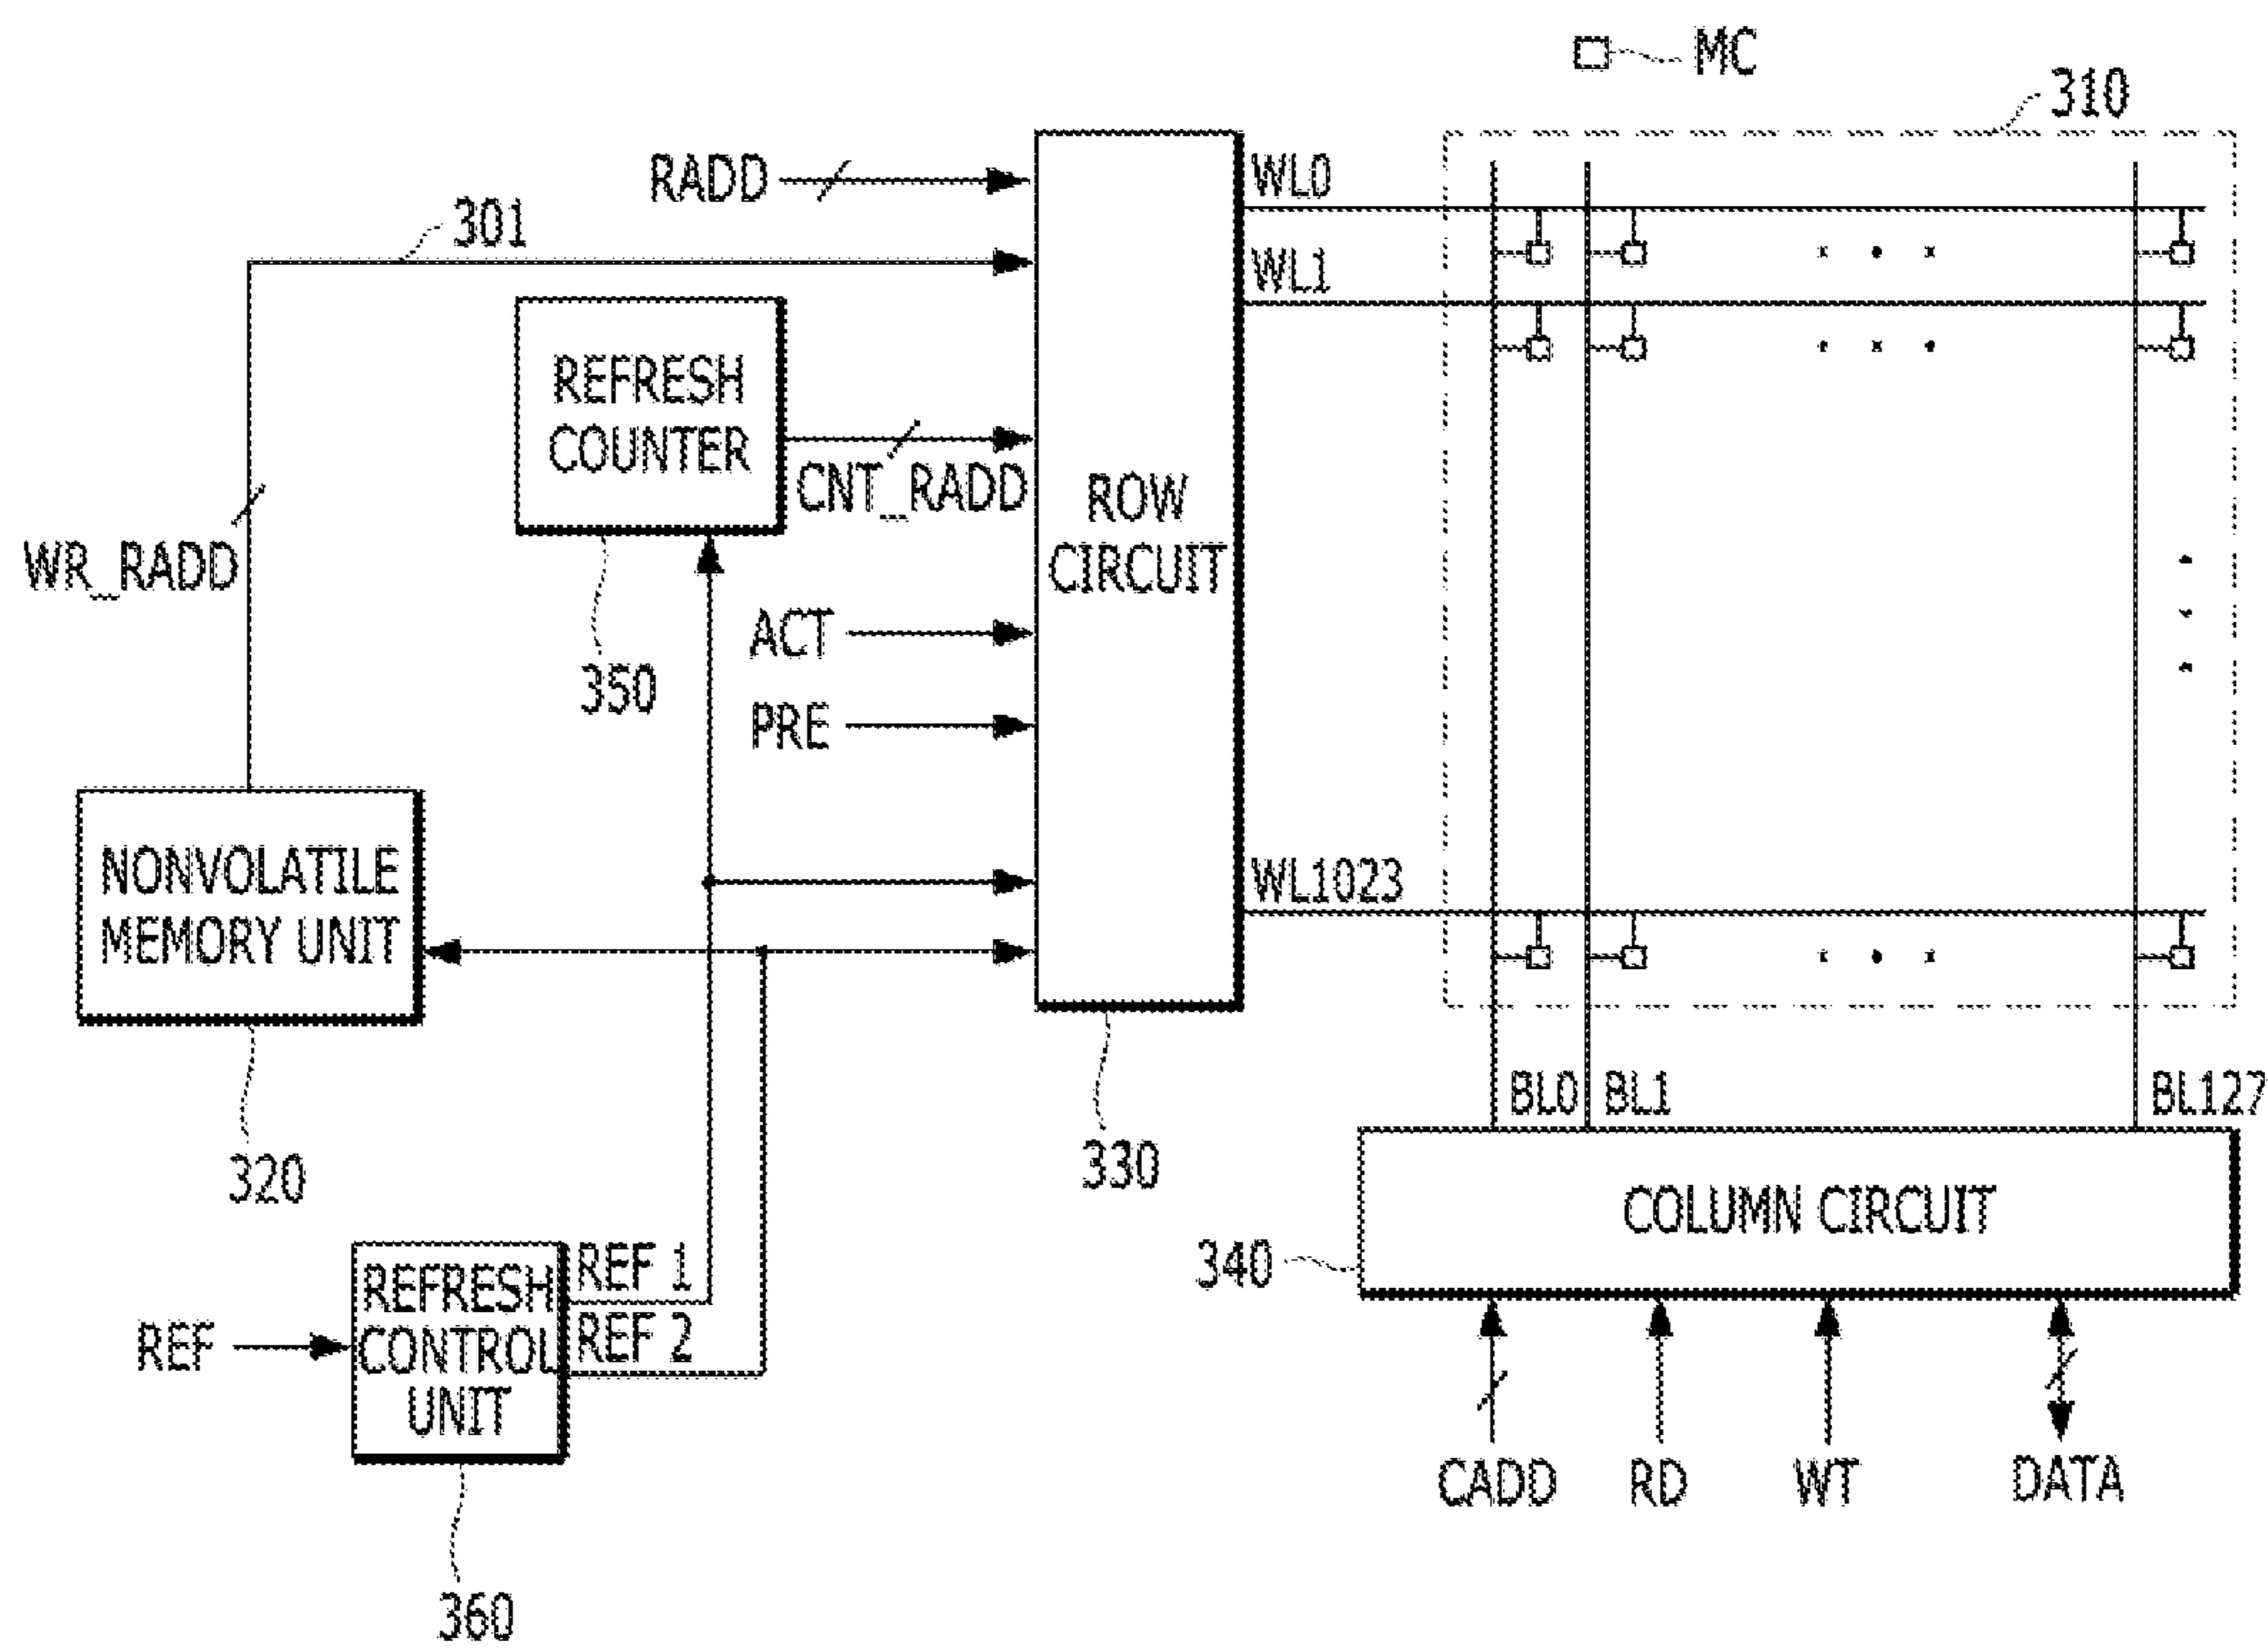 MC
310
RADD
WL0
301
WL1
REFRESH
COUNTER
CNT_RADD
ROW
CIRCUIT
WR_RADD
ACT
350
PRE
NONVOLATILE
MEMORY UNIT
WL1023
BL0
BL1
BL127
320
330
COLUMN CIRCUIT
340
REF 1
REFRESH
CONTROL
UNIT
REF 2
REF
CADD
RD
WT
DATA
360